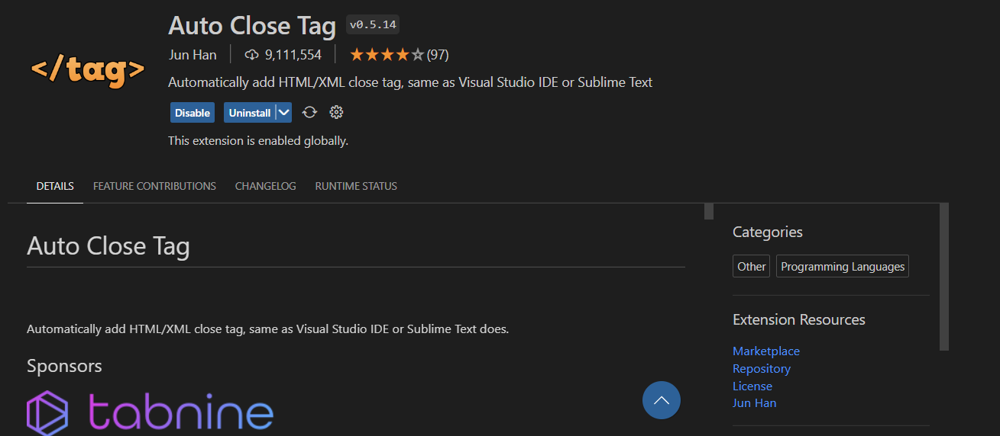 Auto Close Tag v0.5.14
</tag>
Jun Han 9,111,554 (97)
Automatically add HTML/XML close tag, same as Visual Studio IDE or Sublime Text
Disable Uninstall
This extension is enabled globally.
DETAILS FEATURE CONTRIBUTIONS CHANGELOG RUNTIME STATUS
Auto Close Tag
Automatically add HTML/XML close tag, same as Visual Studio IDE or Sublime Text does.
Sponsors
tabnine
Categories
Other Programming Languages
Extension Resources
Marketplace
Repository
License
Jun Han